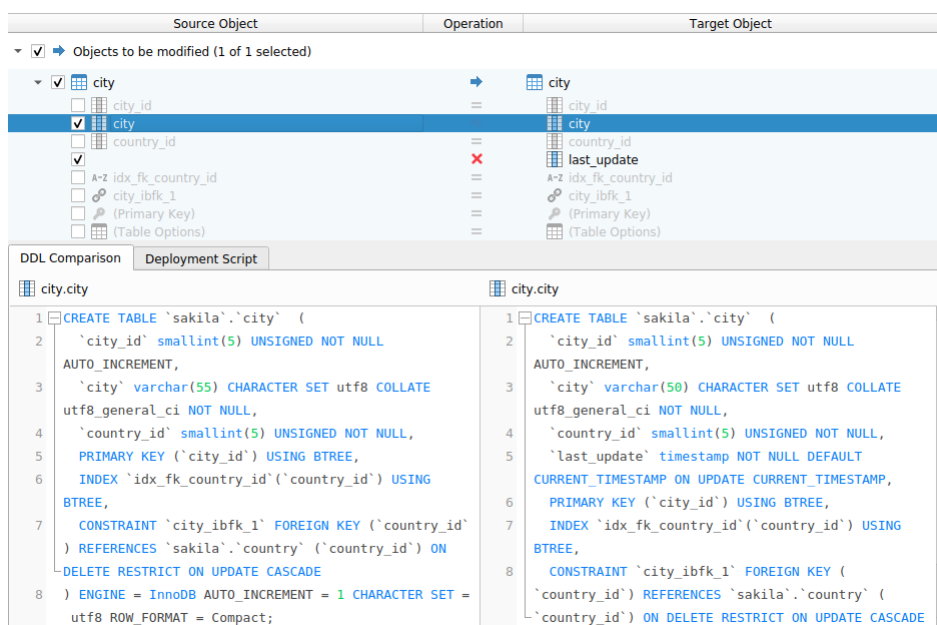 Source Object Operation Target Object
Objects to be modified (1 of 1 selected)
city city
city_id = city_id
city city
country_id = country_id
last_update
A-Z idx_fk_country_id = A-Z idx_fk_country_id
city_ibfk_1 = city_ibfk_1
(Primary Key) = (Primary Key)
(Table Options) = (Table Options)
DDL Comparison Deployment Script
city.city
1 CREATE TABLE `sakila`.`city`  (
2 `city_id` smallint(5) UNSIGNED NOT NULL
AUTO_INCREMENT,
3 `city` varchar(55) CHARACTER SET utf8 COLLATE
utf8_general_ci NOT NULL,
4 `country_id` smallint(5) UNSIGNED NOT NULL,
5 PRIMARY KEY (`city_id`) USING BTREE,
6 INDEX `idx_fk_country_id`(`country_id`) USING
BTREE,
7 CONSTRAINT `city_ibfk_1` FOREIGN KEY (`country_id`
) REFERENCES `sakila`.`country` (`country_id`) ON
DELETE RESTRICT ON UPDATE CASCADE
8 ) ENGINE = InnoDB AUTO_INCREMENT = 1 CHARACTER SET =
utf8 ROW_FORMAT = Compact;
city.city
1 CREATE TABLE `sakila`.`city`  (
2 `city_id` smallint(5) UNSIGNED NOT NULL
AUTO_INCREMENT,
3 `city` varchar(50) CHARACTER SET utf8 COLLATE
utf8_general_ci NOT NULL,
4 `country_id` smallint(5) UNSIGNED NOT NULL,
5 `last_update` timestamp NOT NULL DEFAULT
CURRENT_TIMESTAMP ON UPDATE CURRENT_TIMESTAMP,
6 PRIMARY KEY (`city_id`) USING BTREE,
7 INDEX `idx_fk_country_id`(`country_id`) USING
BTREE,
8 CONSTRAINT `city_ibfk_1` FOREIGN KEY (
`country_id`) REFERENCES `sakila`.`country` (
`country_id`) ON DELETE RESTRICT ON UPDATE CASCADE